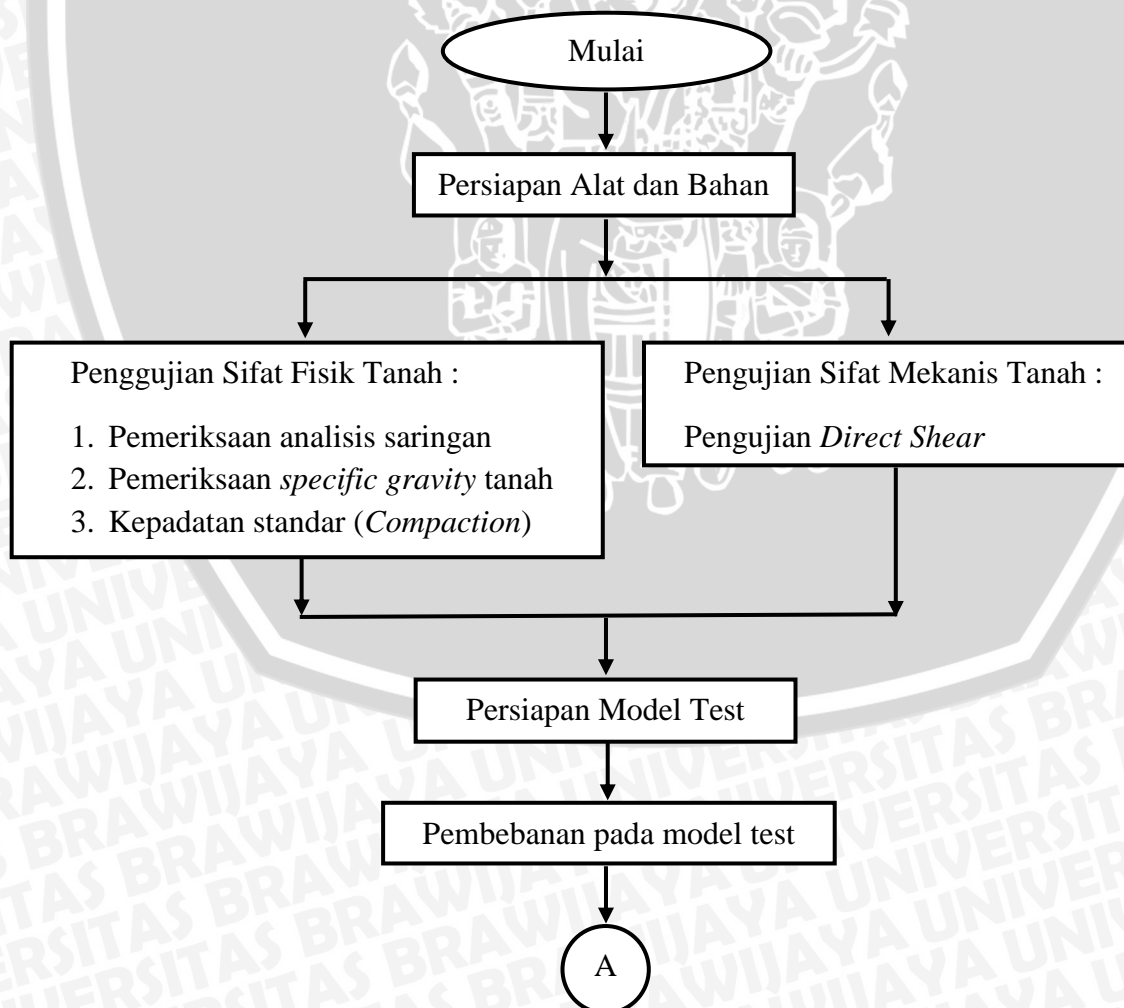 Mulai
Persiapan Alat dan Bahan
Penggujian Sifat Fisik Tanah :
1. Pemeriksaan analisis saringan
2. Pemeriksaan specific gravity tanah
3. Kepadatan standar (Compaction)
Pengujian Sifat Mekanis Tanah :
Pengujian Direct Shear
Persiapan Model Test
Pembebanan pada model test
A